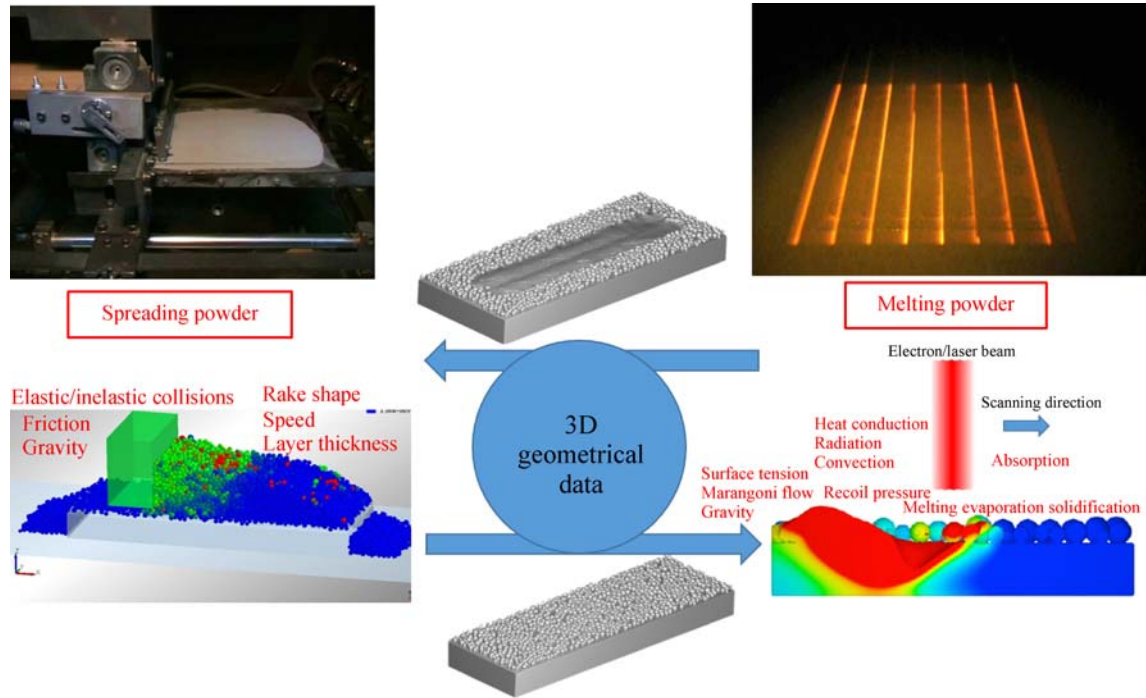 Spreading powder
Melting powder
Elastic/inelastic collisions
Friction
Gravity
Rake shape
Speed
Layer thickness
3D
geometrical
data
Electron/laser beam
Scanning direction
Heat conduction
Radiation
Convection
Absorption
Surface tension
Marangoni flow
Gravity
Recoil pressure
Melting evaporation solidification